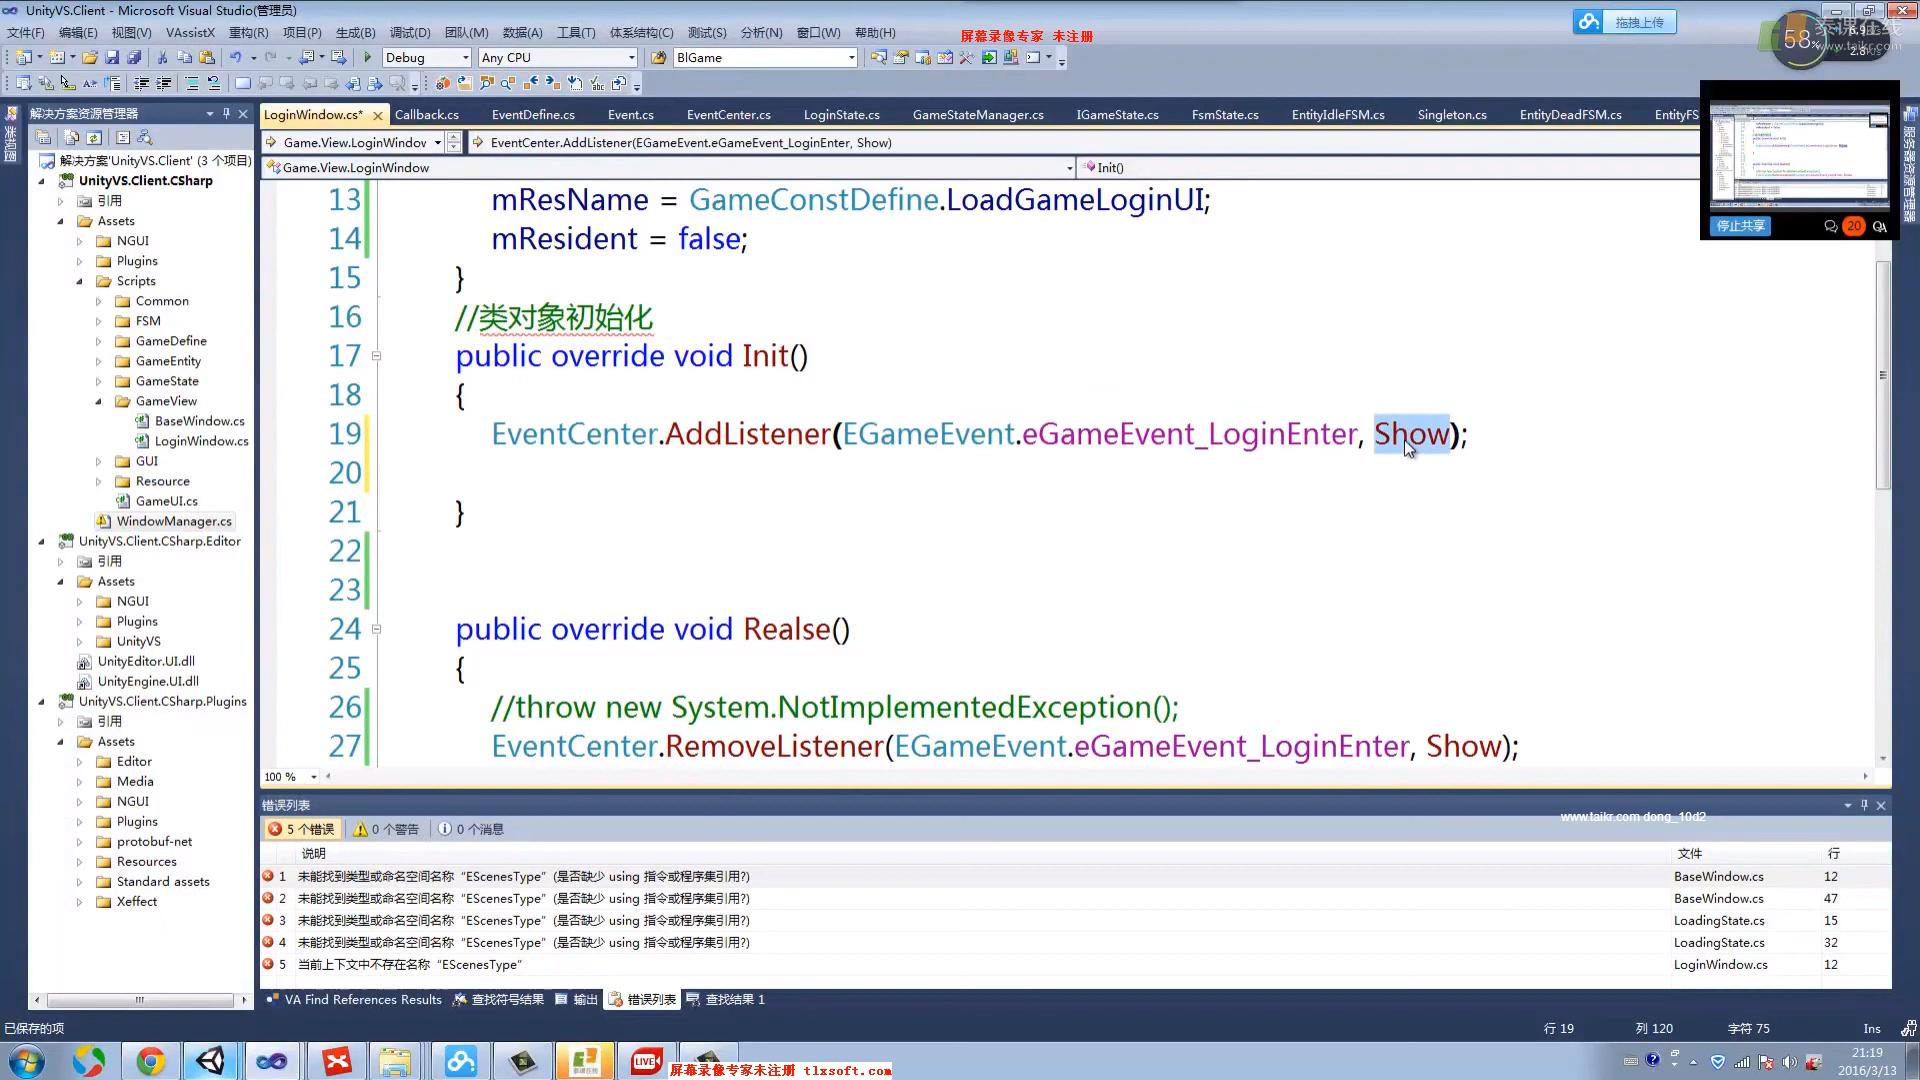 UnityVS.Client - Microsoft Visual Studio(管理员)
文件(F) 编辑(E) 视图(V) VAssistX 重构(R) 项目(P) 生成(B) 调试(D) 团队(M) 数据(A) 工具(T) 体系结构(C) 测试(S) 分析(N) 窗口(W) 帮助(H)
屏幕录像专家 未注册
拖拽上传
58%
泰课在线
www.taikr.com
Debug Any CPU BlGame
解决方案资源管理器
LoginWindow.cs* Callback.cs EventDefine.cs Event.cs EventCenter.cs LoginState.cs GameStateManager.cs IGameState.cs FsmState.cs EntityIdleFSM.cs Singleton.cs EntityDeadFSM.cs EntityFS
Game.View.LoginWindov EventCenter.AddListener(EGameEvent.eGameEvent_LoginEnter, Show)
Game.View.LoginWindow Init()
停止共享 20
解决方案'UnityVS.Client' (3 个项目)
UnityVS.Client.CSharp
引用
Assets
NGUI
Plugins
Scripts
Common
FSM
GameDefine
GameEntity
GameState
GameView
BaseWindow.cs
LoginWindow.cs
GUI
Resource
GameUI.cs
WindowManager.cs
UnityVS.Client.CSharp.Editor
引用
Assets
NGUI
Plugins
UnityVS
UnityEditor.UI.dll
UnityEngine.UI.dll
UnityVS.Client.CSharp.Plugins
引用
Assets
Editor
Media
NGUI
Plugins
protobuf-net
Resources
Standard assets
Xeffect
13 mResName = GameConstDefine.LoadGameLoginUI;
14 mResident = false;
15 }
16 //类对象初始化
17 public override void Init()
18 {
19 EventCenter.AddListener(EGameEvent.eGameEvent_LoginEnter, Show);
20
21 }
22
23
24 public override void Realse()
25 {
26 //throw new System.NotImplementedException();
27 EventCenter.RemoveListener(EGameEvent.eGameEvent_LoginEnter, Show);
100 %
错误列表
www.taikr.com dong_10d2
5 个错误 0 个警告 0 个消息
说明 文件 行
1 未能找到类型或命名空间名称“EScenesType”(是否缺少 using 指令或程序集引用?) BaseWindow.cs 12
2 未能找到类型或命名空间名称“EScenesType”(是否缺少 using 指令或程序集引用?) BaseWindow.cs 47
3 未能找到类型或命名空间名称“EScenesType”(是否缺少 using 指令或程序集引用?) LoadingState.cs 15
4 未能找到类型或命名空间名称“EScenesType”(是否缺少 using 指令或程序集引用?) LoadingState.cs 32
5 当前上下文中不存在名称“EScenesType” LoginWindow.cs 12
VA Find References Results 查找符号结果 输出 错误列表 查找结果 1
已保存的项 行 19 列 120 字符 75 Ins
LIVE
屏幕录像专家未注册 tlxsoft.com
21:19
2016/3/13